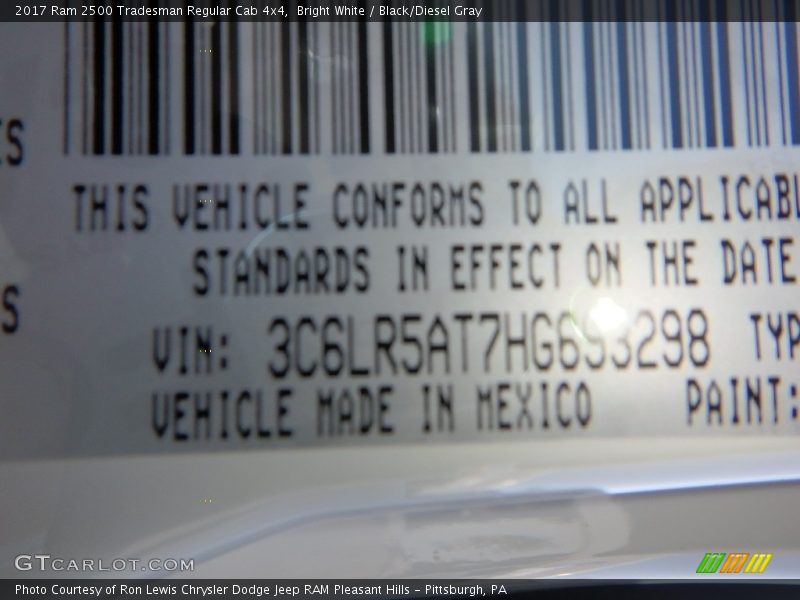 2017 Ram 2500 Tradesman Regular Cab 4x4, Bright White / Black/Diesel Gray
ES
THIS VEHICLE CONFORMS TO ALL APPLICABL
STANDARDS IN EFFECT ON THE DATE
S
VIN: 3C6LR5AT7HG693298 TYP
VEHICLE MADE IN MEXICO PAINT:
GTCARLOT.COM
Photo Courtesy of Ron Lewis Chrysler Dodge Jeep RAM Pleasant Hills - Pittsburgh, PA